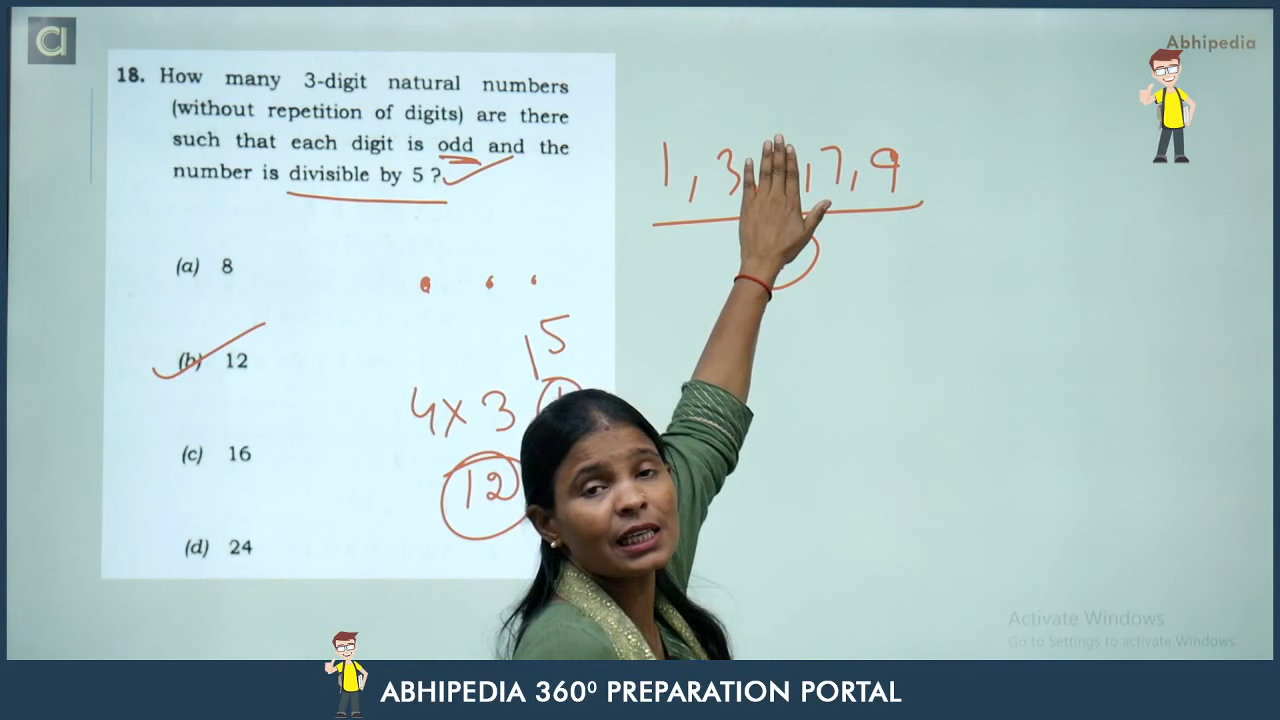 Abhipedia
18. How many 3-digit natural numbers
(without repetition of digits) are there
such that each digit is odd and the
number is divisible by 5 ?
1, 3, , 7, 9
(a) 8
15
(b) 12
4 x 3
12
(c) 16
(d) 24
Activate Windows
Go to Settings to activate Windows.
ABHIPEDIA 360⁰ PREPARATION PORTAL